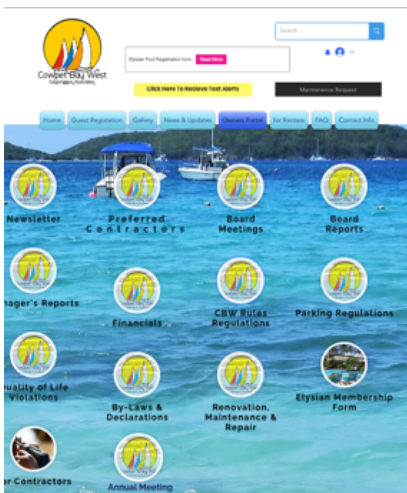 Search...
Cowpet Bay West
Elysian Pool Registration form. Read More
Click Here To Recieve Text Alerts
Maintenance Request
Home Guest Registration Gallery News & Updates Owners Portal For Renters FAQ Contact Info
Newsletter
Preferred
Contractors
Board
Meetings
Board
Reports
nager's Reports
Financials
CBW Rules
Regulations
Parking Regulations
uality of Life
Violations
By-Laws &
Declarations
Renovation,
Maintenance &
Repair
Elysian Membership
Form
or Contractors
Annual Meeting